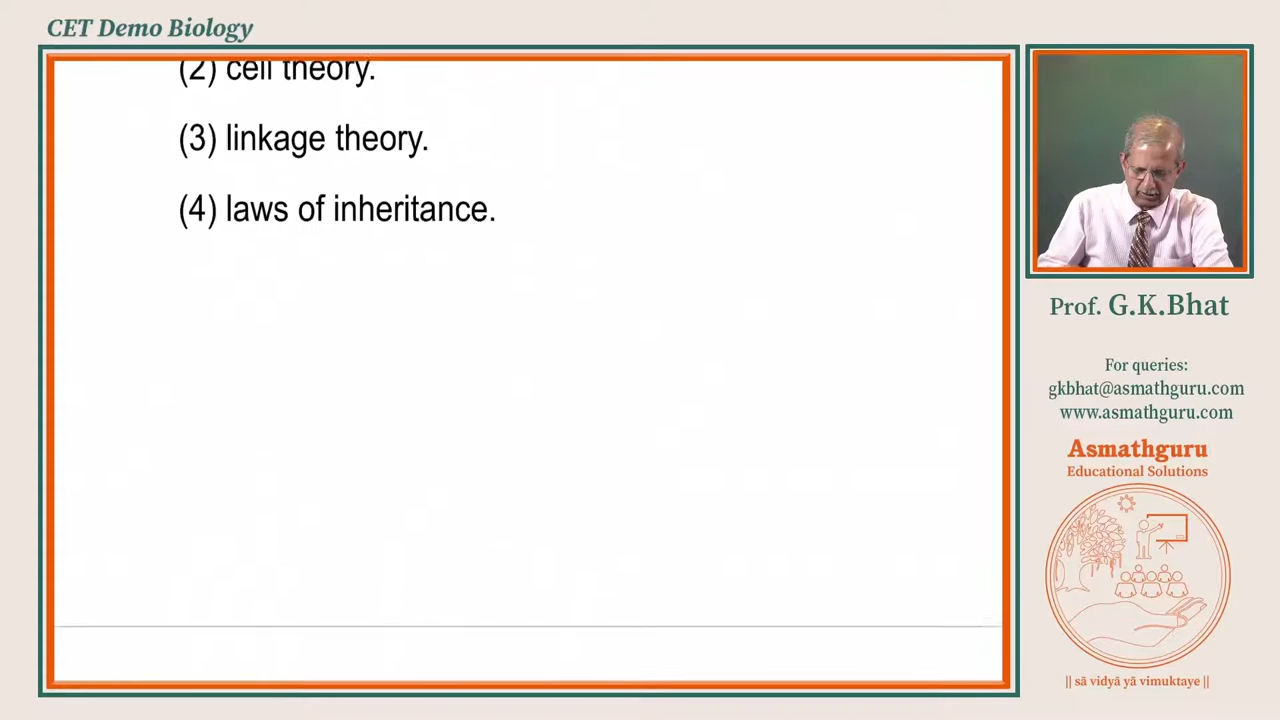 CET Demo Biology
(2) cell theory.
(3) linkage theory.
(4) laws of inheritance.
Prof. G.K.Bhat
For queries:
gkbhat@asmathguru.com
www.asmathguru.com
Asmathguru
Educational Solutions
|| sā vidyā yā vimuktaye ||